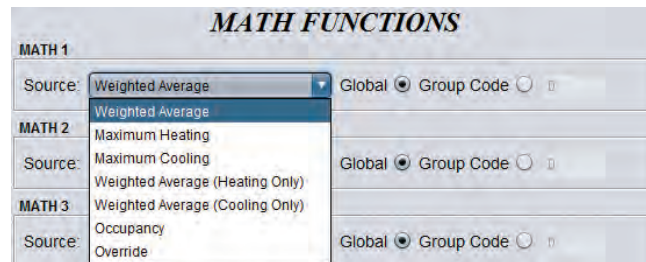 MATH FUNCTIONS
MATH 1
Source: Weighted Average Global Group Code
Weighted Average
MATH 2
Maximum Heating
Maximum Cooling
Source: Global Group Code
Weighted Average (Heating Only)
MATH 3
Weighted Average (Cooling Only)
Occupancy
Source: Global Group Code
Override